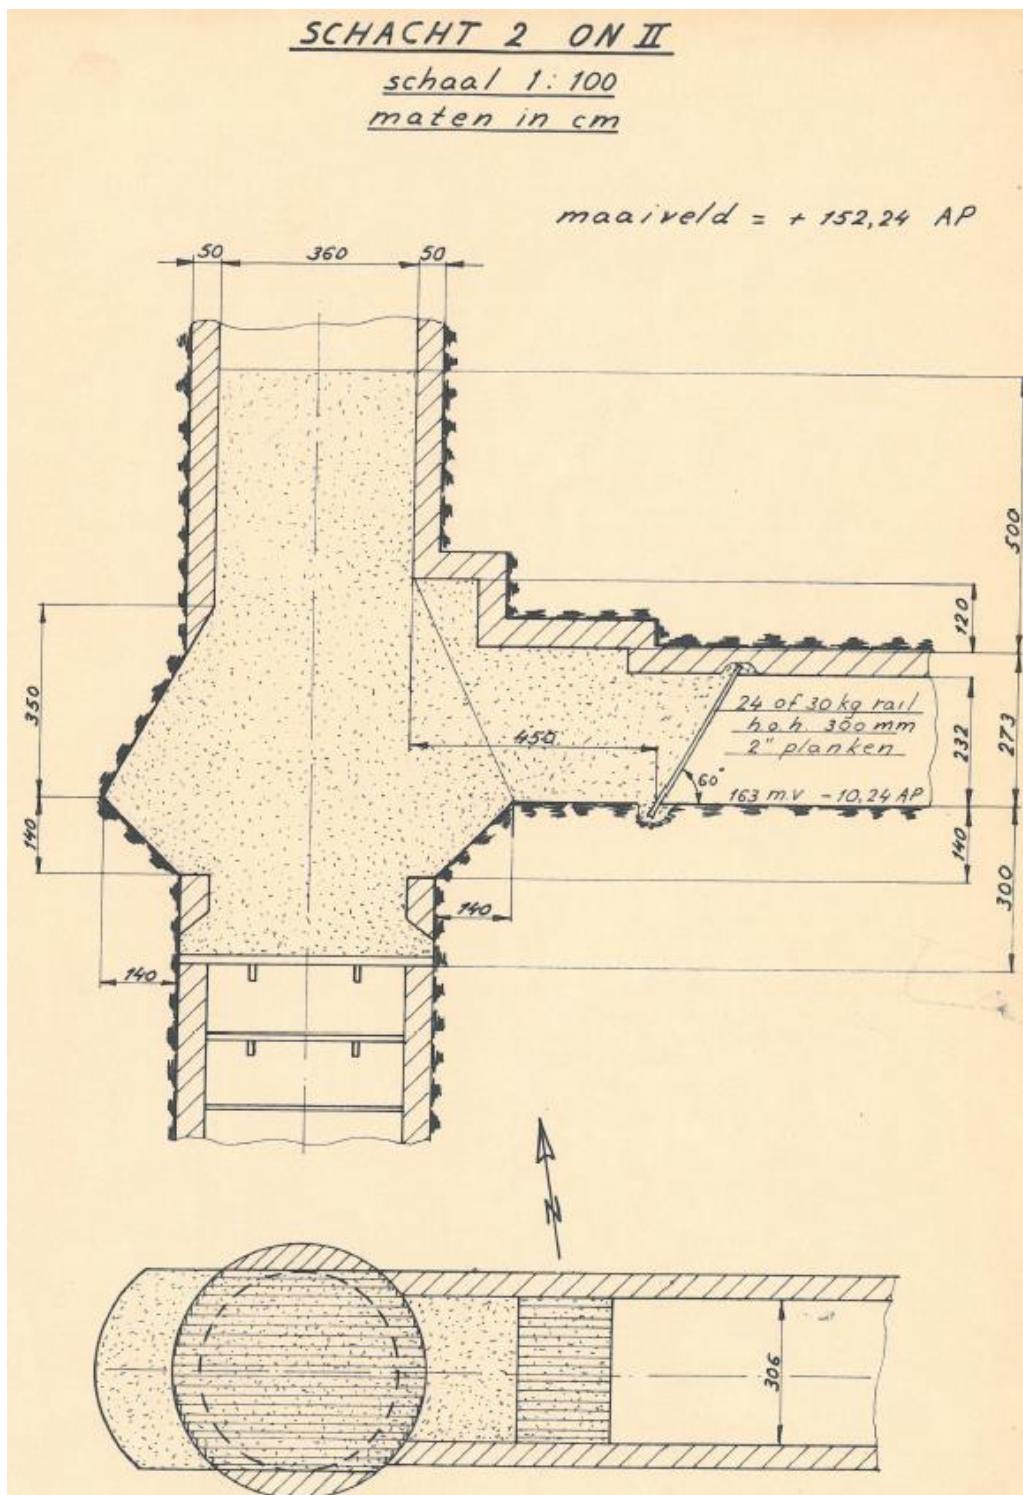 SCHACHT 2 ON II
schaal 1:100
maten in cm
maaiveld = + 152,24 AP
50 360 50
500
120
350
24 of 30 kg rail
h.o.h. 300 mm
2" planken
450
232
273
60°
163 m.v -10,24 AP
140
140
300
140
140
N
306